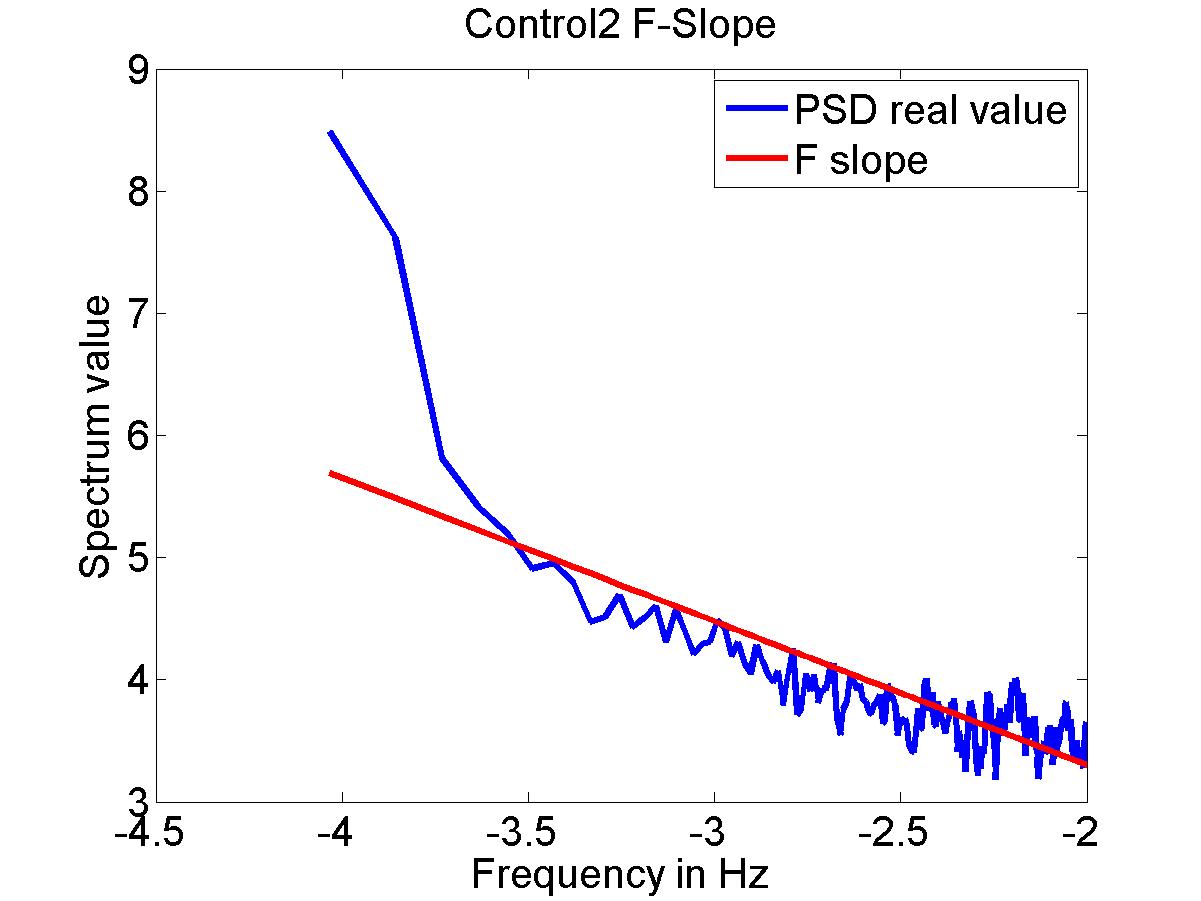 Control2 F-Slope
9
8
7
6
5
4
3
-4.5
-4
-3.5
-3
-2.5
-2
Spectrum value
Frequency in Hz
PSD real value
F slope